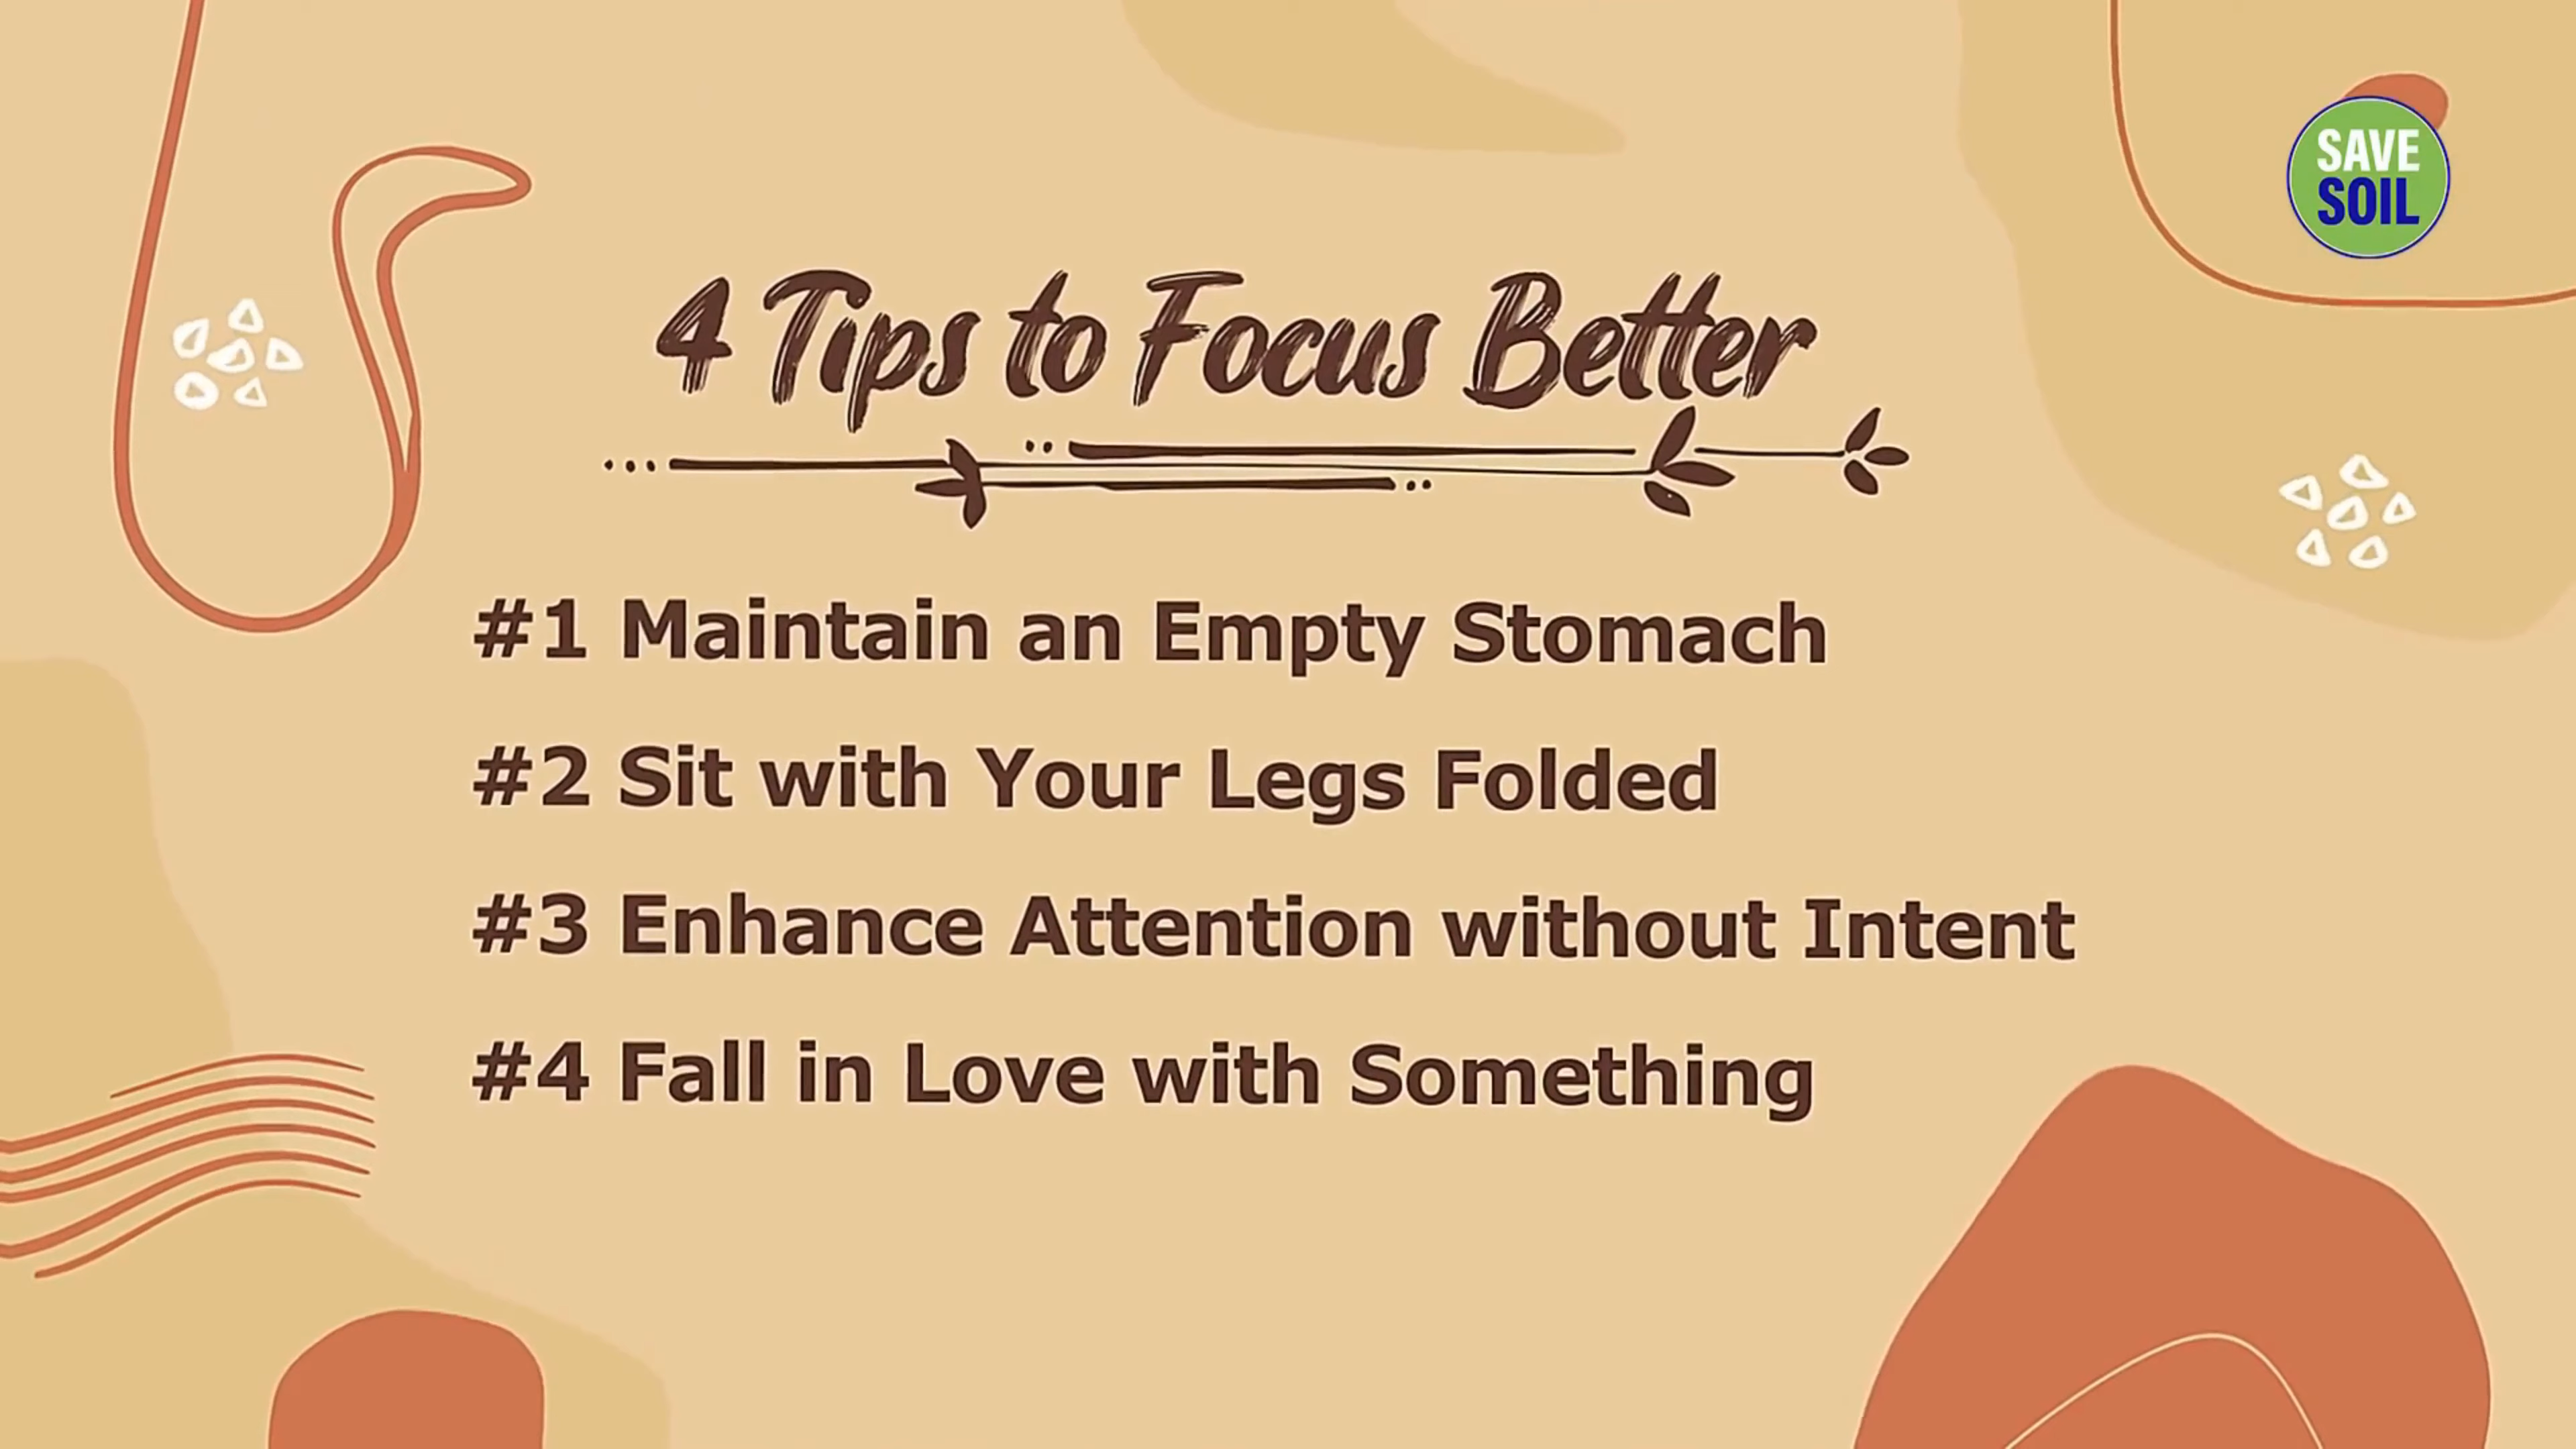 SAVE
SOIL
4 Tips to Focus Better
#1 Maintain an Empty Stomach
#2 Sit with Your Legs Folded
#3 Enhance Attention without Intent
#4 Fall in Love with Something